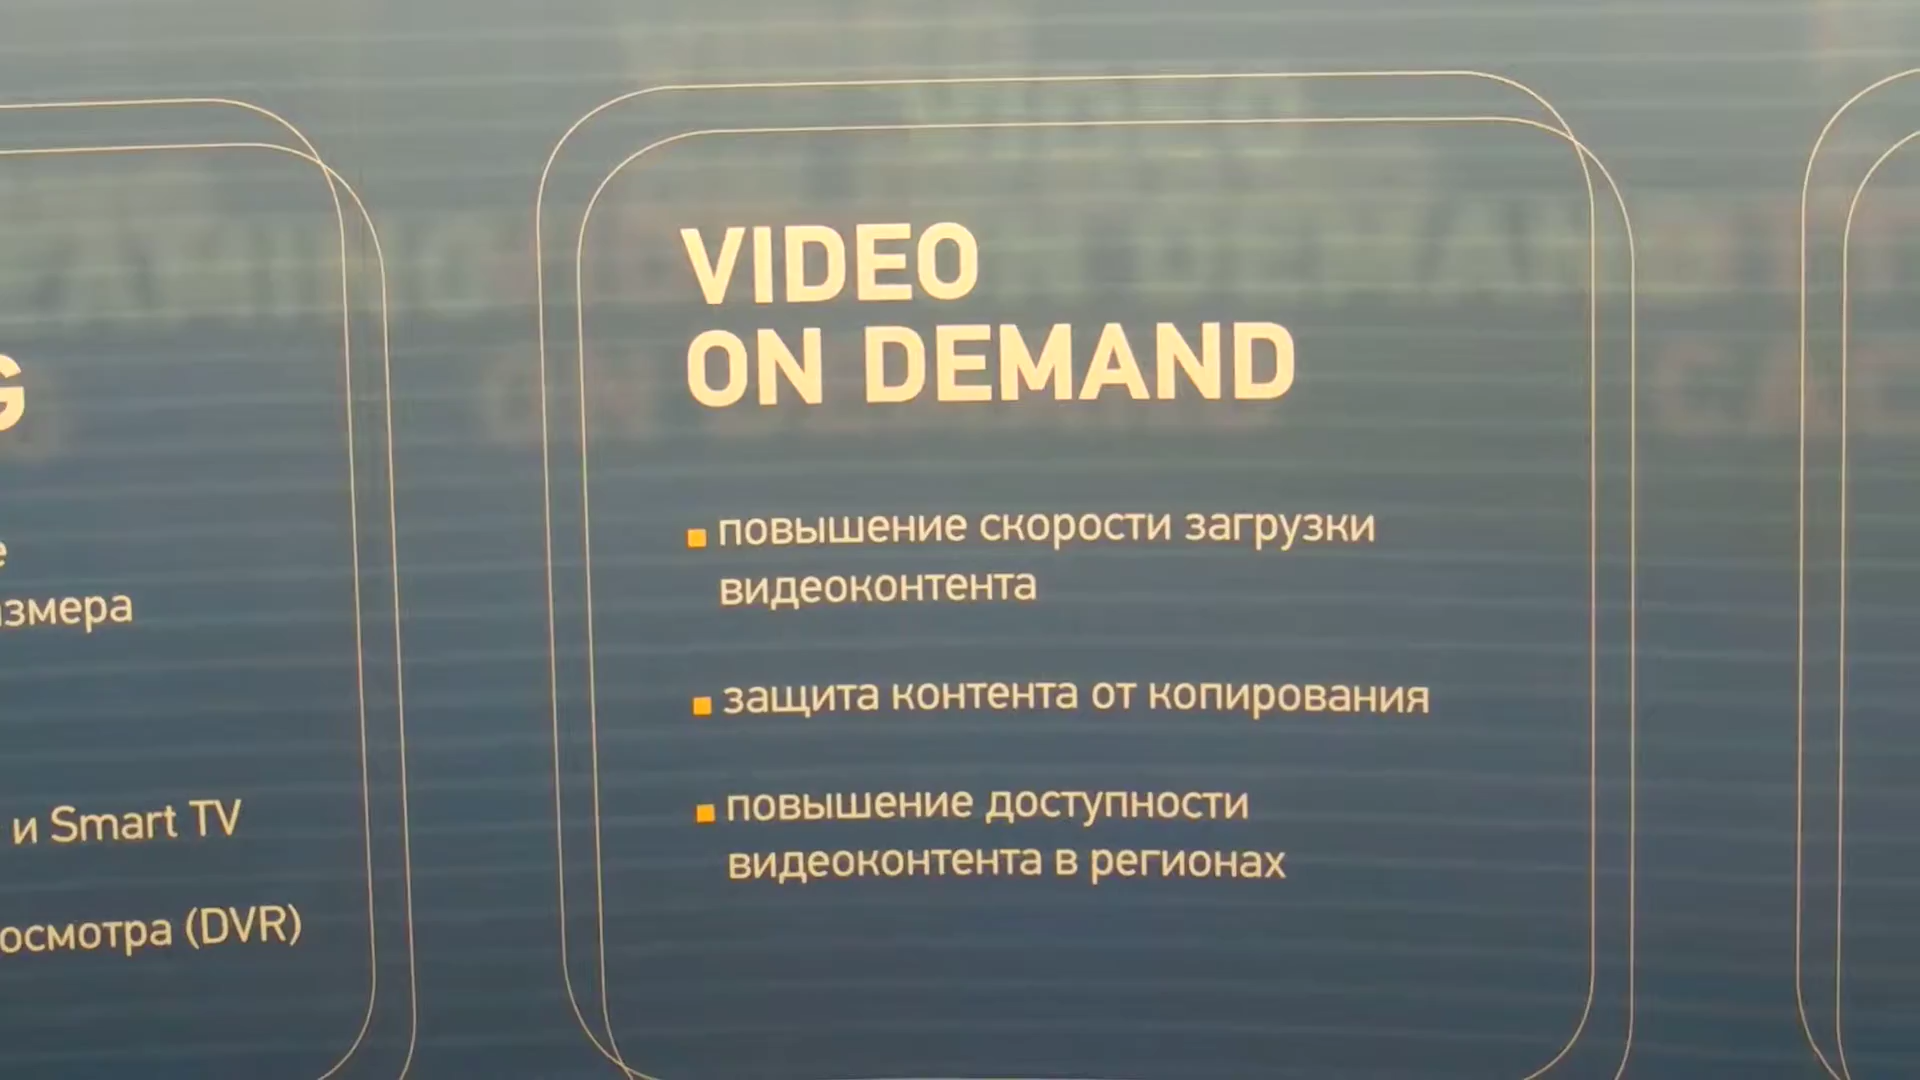 G
е
змера
и Smart TV
осмотра (DVR)
VIDEO
ON DEMAND
повышение скорости загрузки
видеоконтента
защита контента от копирования
повышение доступности
видеоконтента в регионах